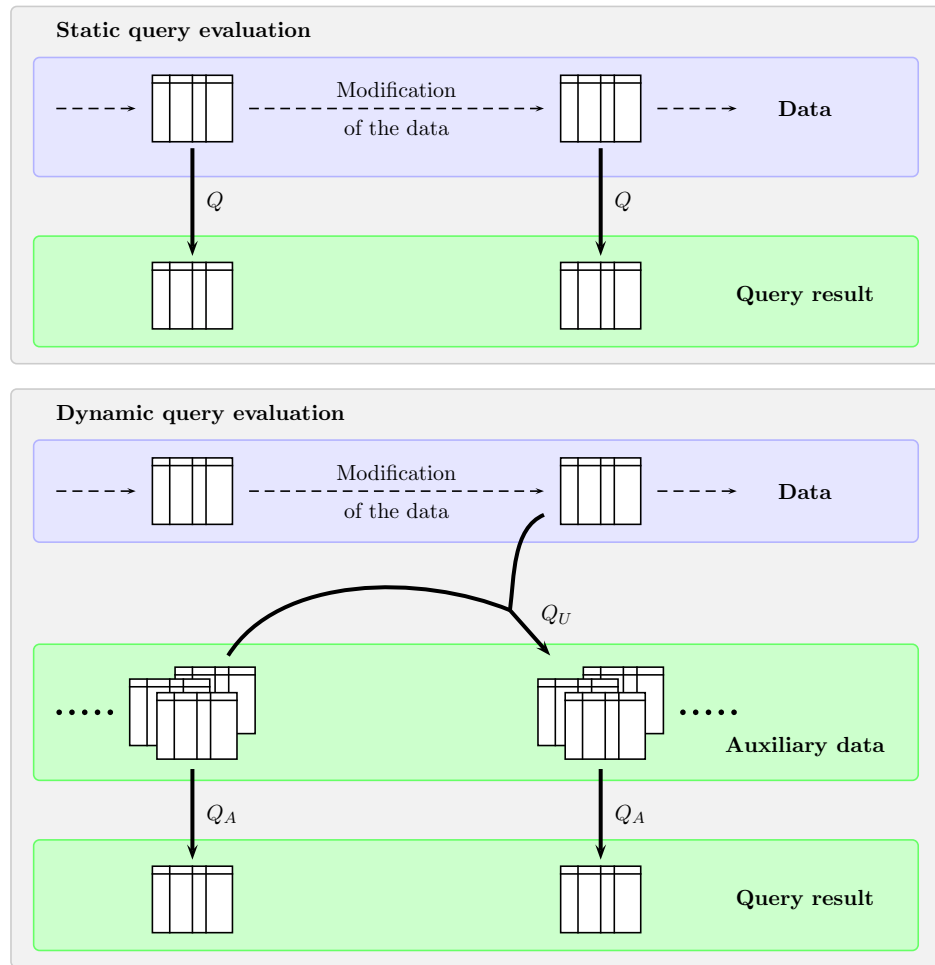 Static query evaluation
Modification
of the data
Data
Q
Q
Query result
Dynamic query evaluation
Modification
of the data
Data
Q_U
Auxiliary data
Q_A
Q_A
Query result